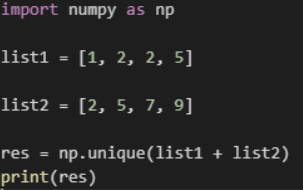 import numpy as np
list1 = [1, 2, 2, 5]
list2 = [2, 5, 7, 9]
res = np.unique(list1 + list2)
print(res)